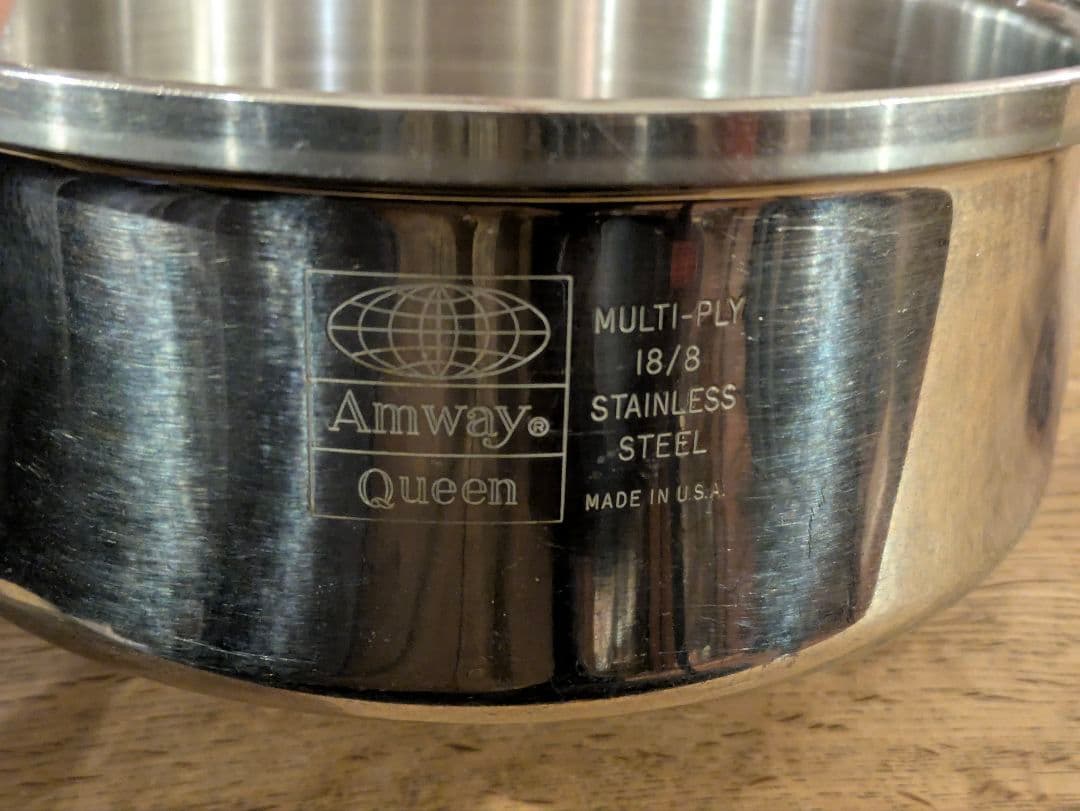 Amway®
Queen
MULTI-PLY
18/8
STAINLESS
STEEL
MADE IN U.S.A.